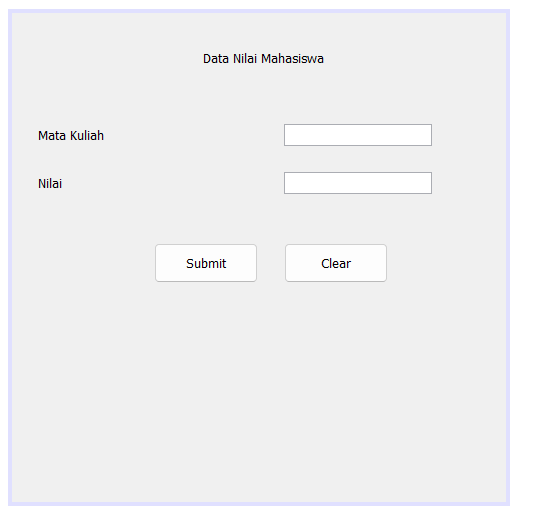 Data Nilai Mahasiswa
Mata Kuliah
Nilai
Submit Clear